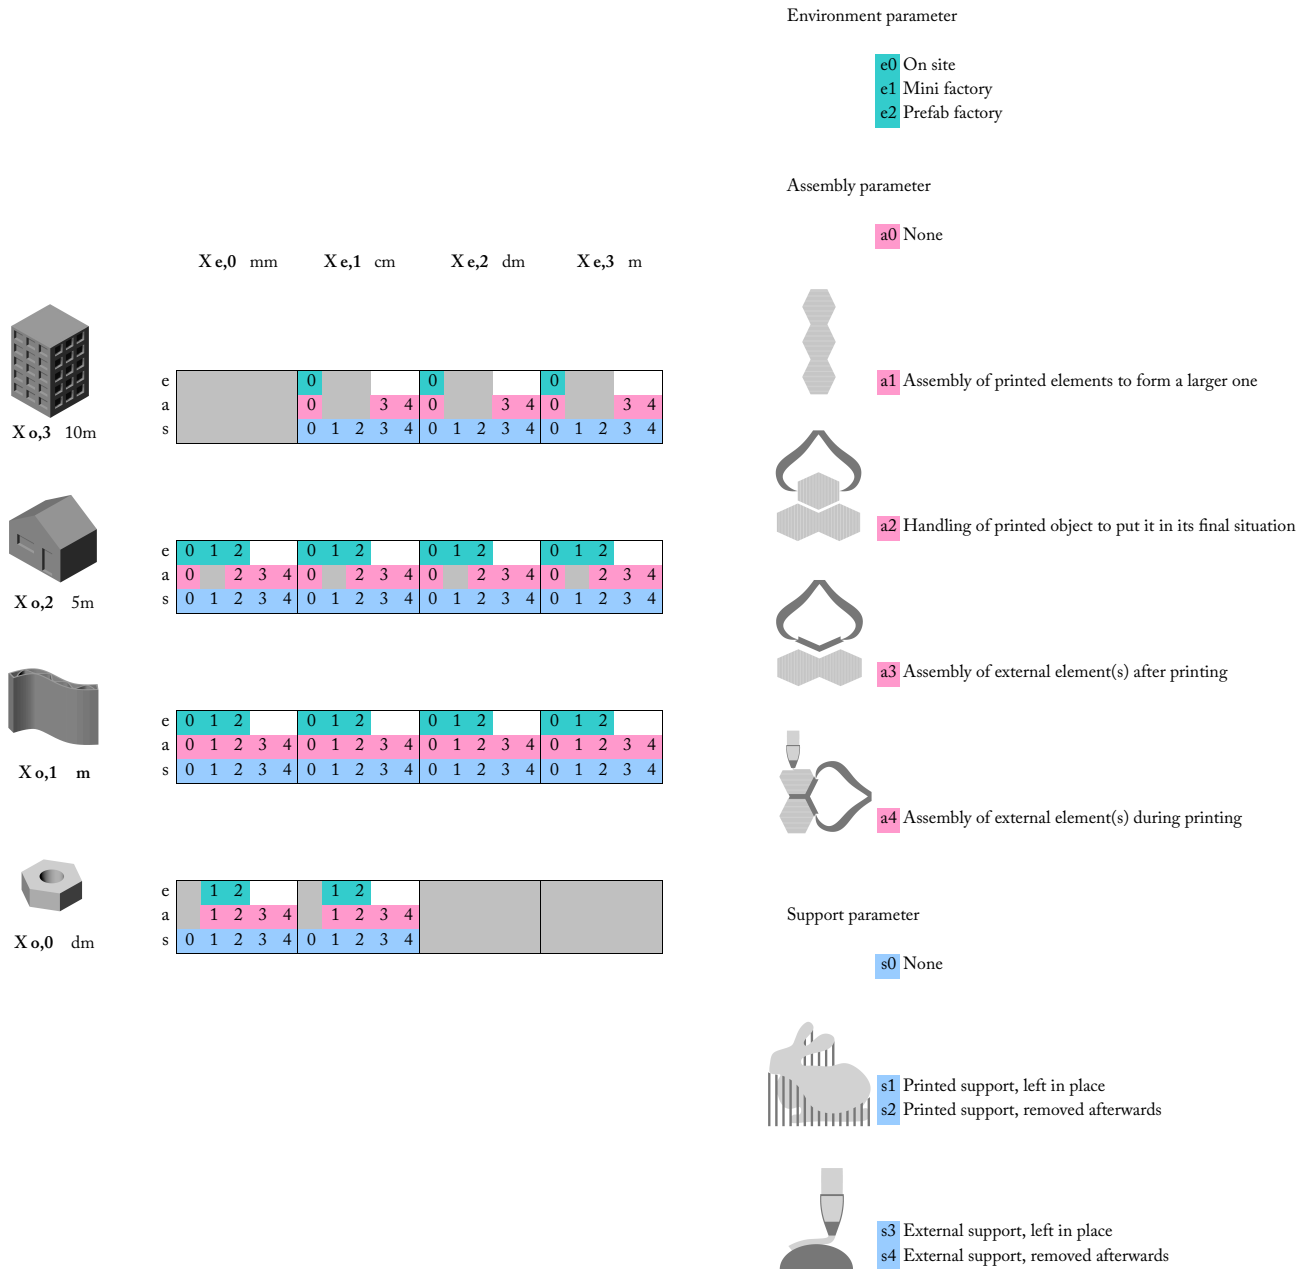 Environment parameter
e0 On site
e1 Mini factory
e2 Prefab factory
Assembly parameter
a0 None
X e,0 mm X e,1 cm X e,2 dm X e,3 m
e 0 0 0
a 0 3 4 0 3 4 0 3 4
s 0 1 2 3 4 0 1 2 3 4 0 1 2 3 4
X o,3 10m
e 0 1 2 0 1 2 0 1 2 0 1 2
a 0 2 3 4 0 2 3 4 0 2 3 4 0 2 3 4
s 0 1 2 3 4 0 1 2 3 4 0 1 2 3 4 0 1 2 3 4
X o,2 5m
e 0 1 2 0 1 2 0 1 2 0 1 2
a 0 1 2 3 4 0 1 2 3 4 0 1 2 3 4 0 1 2 3 4
s 0 1 2 3 4 0 1 2 3 4 0 1 2 3 4 0 1 2 3 4
X o,1 m
e 1 2 1 2
a 1 2 3 4 1 2 3 4
s 0 1 2 3 4 0 1 2 3 4
X o,0 dm
a1 Assembly of printed elements to form a larger one
a2 Handling of printed object to put it in its final situation
a3 Assembly of external element(s) after printing
a4 Assembly of external element(s) during printing
Support parameter
s0 None
s1 Printed support, left in place
s2 Printed support, removed afterwards
s3 External support, left in place
s4 External support, removed afterwards